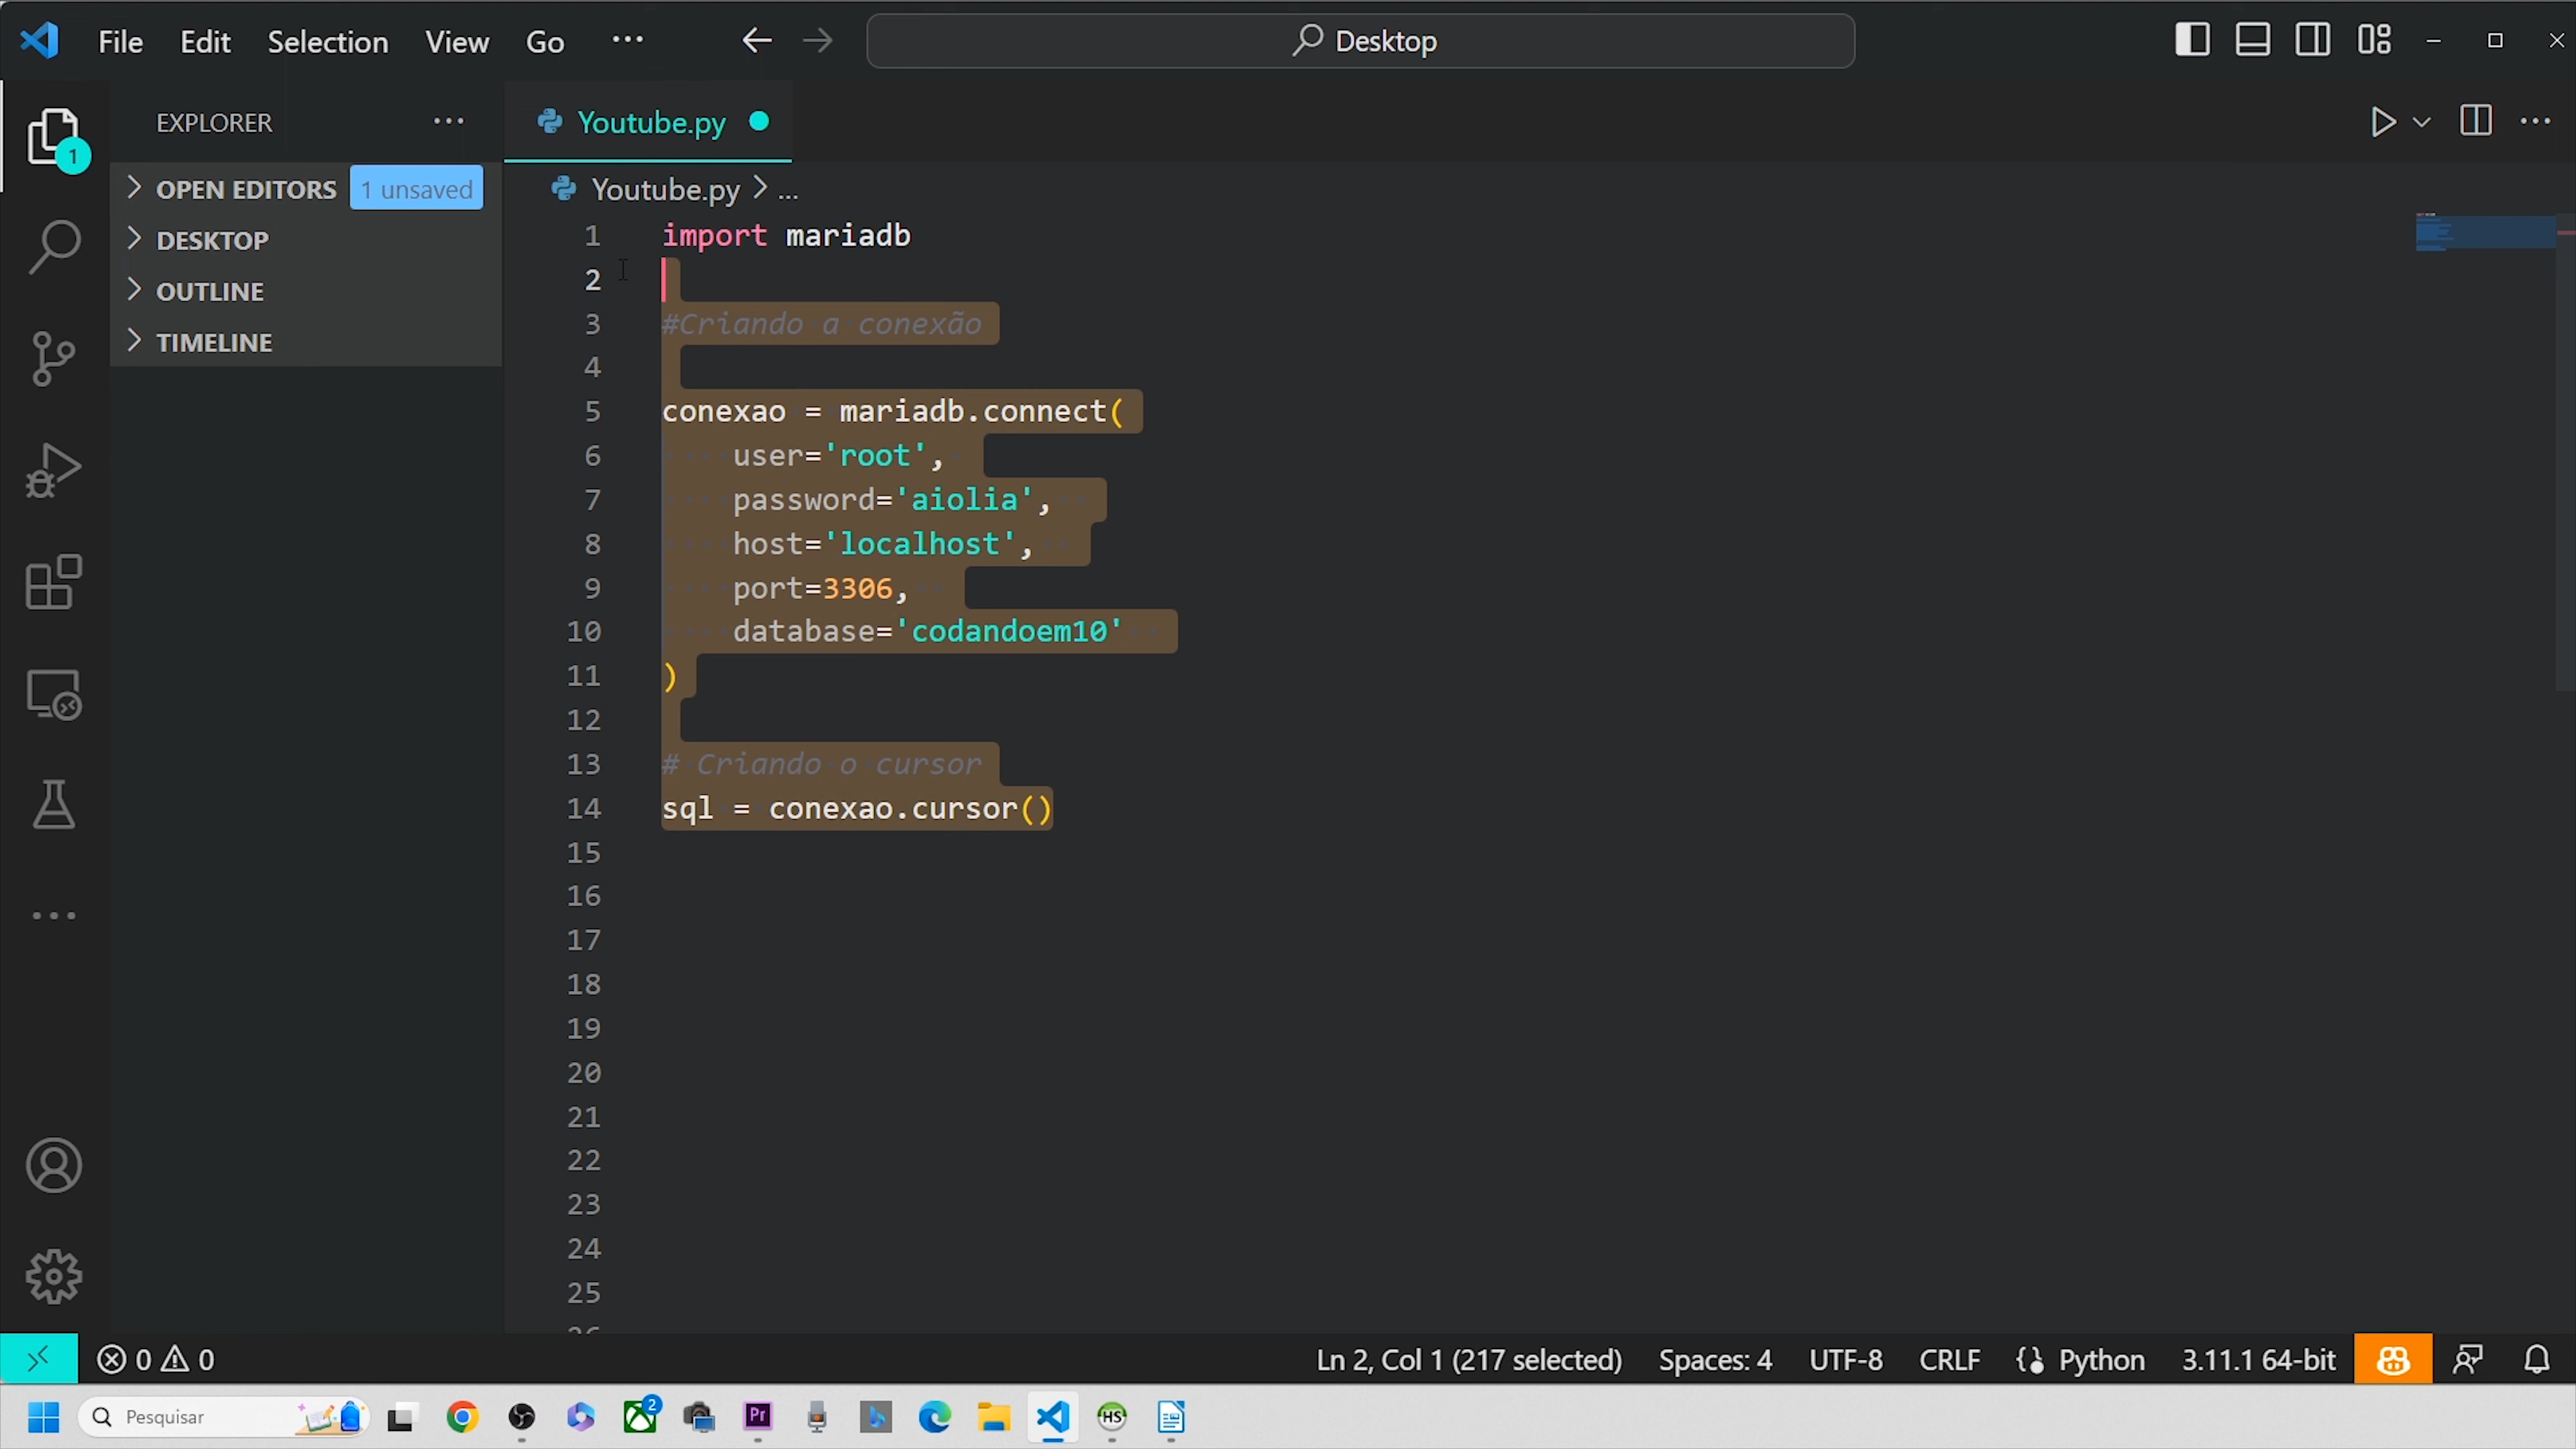 File Edit Selection View Go ...
Desktop
EXPLORER ...
1
OPEN EDITORS 1 unsaved
DESKTOP
OUTLINE
TIMELINE
Youtube.py
Youtube.py > ...
1 import mariadb
2
3 #Criando a conexão
4
5 conexao = mariadb.connect(
6 user='root',
7 password='aiolia',
8 host='localhost',
9 port=3306,
10 database='codandoem10'
11 )
12
13 # Criando o cursor
14 sql = conexao.cursor()
15
16
17
18
19
20
21
22
23
24
25
0 0 Ln 2, Col 1 (217 selected) Spaces: 4 UTF-8 CRLF Python 3.11.1 64-bit
Pesquisar 2 Pr HS